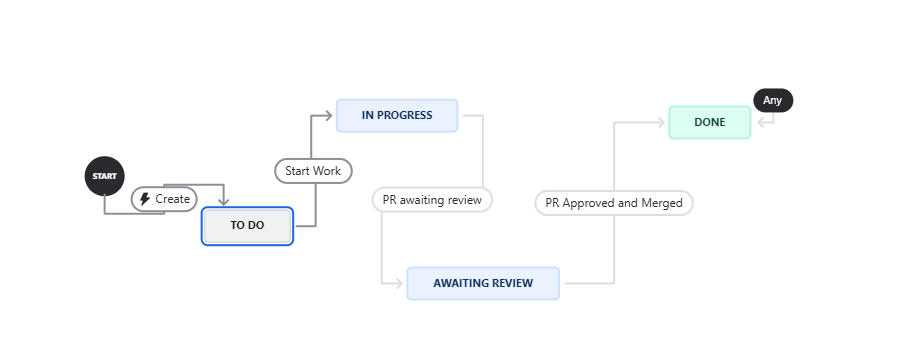 START
Create
TO DO
Start Work
IN PROGRESS
PR awaiting review
AWAITING REVIEW
PR Approved and Merged
DONE
Any